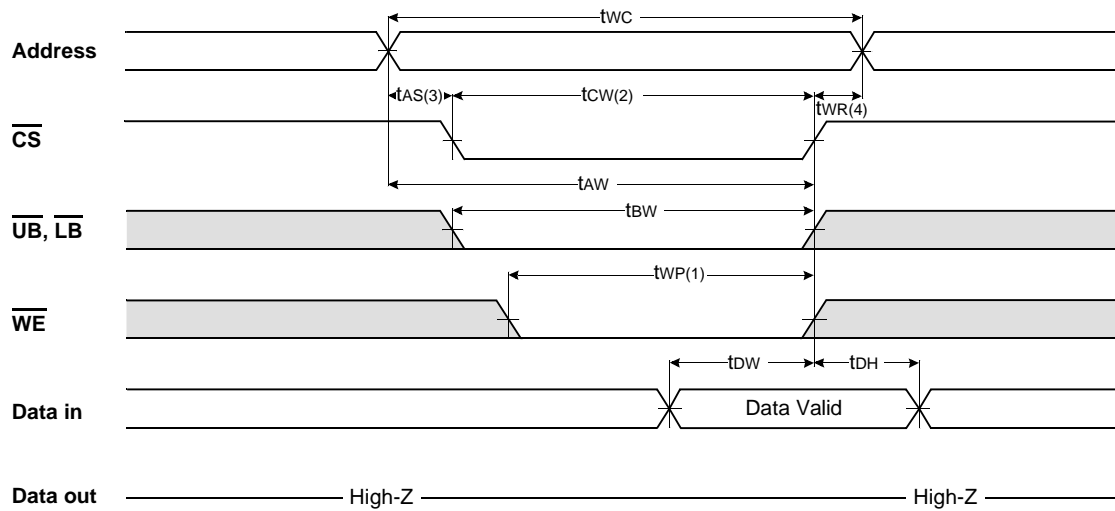 tWC
Address
tAS(3) tCW(2) tWR(4)
CS
tAW
UB, LB
tBW
tWP(1)
WE
tDW tDH
Data in Data Valid
Data out High-Z High-Z